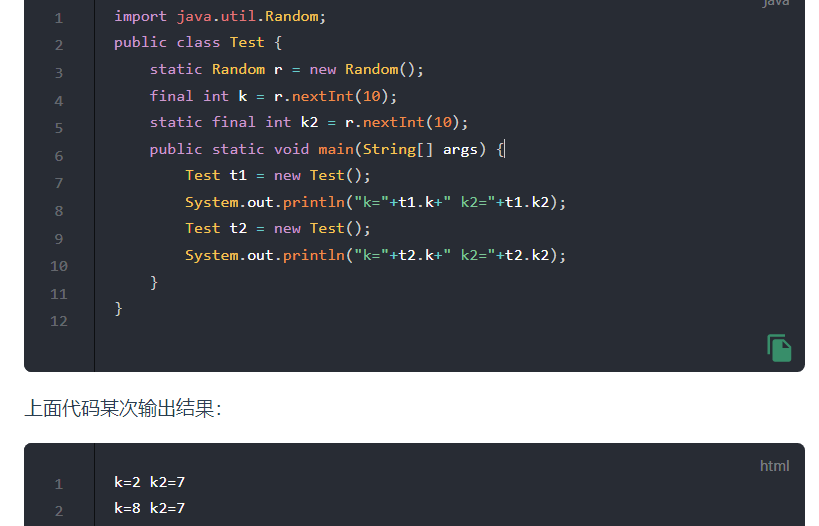 java
1 import java.util.Random;
2 public class Test {
3 static Random r = new Random();
4 final int k = r.nextInt(10);
5 static final int k2 = r.nextInt(10);
6 public static void main(String[] args) {
7 Test t1 = new Test();
8 System.out.println("k="+t1.k+" k2="+t1.k2);
9 Test t2 = new Test();
10 System.out.println("k="+t2.k+" k2="+t2.k2);
11 }
12 }
上面代码某次输出结果：
html
1 k=2 k2=7
2 k=8 k2=7